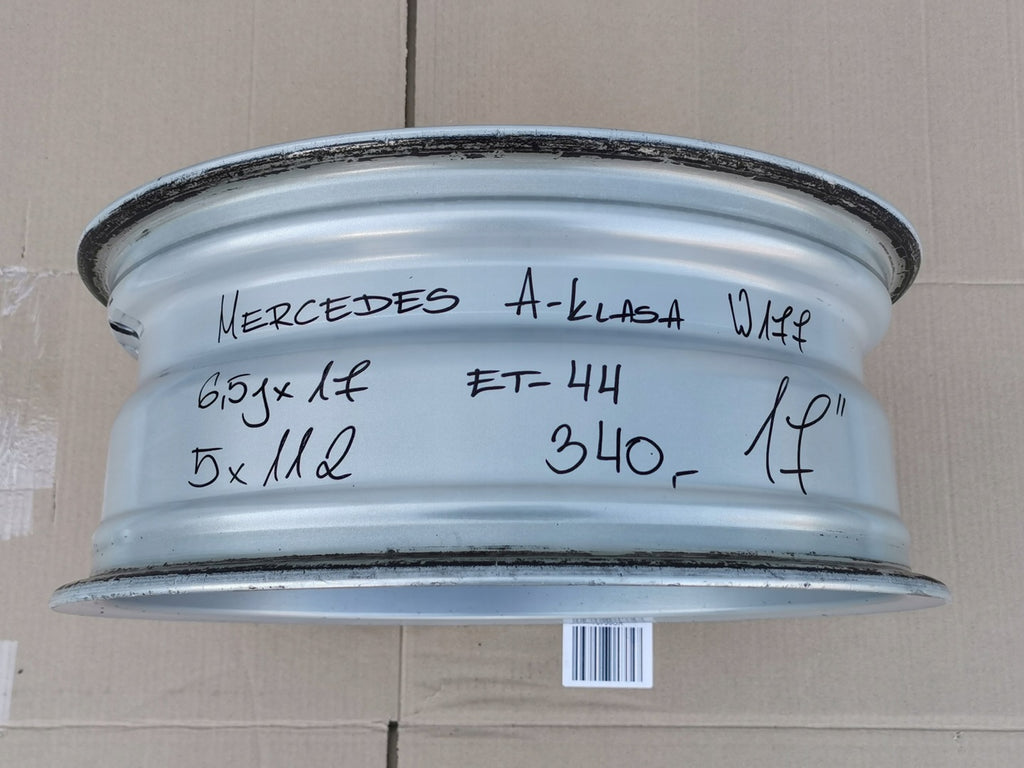 MERCEDES A-KLASA W177
6,5jx17 ET-44
5x112 340,- 17"